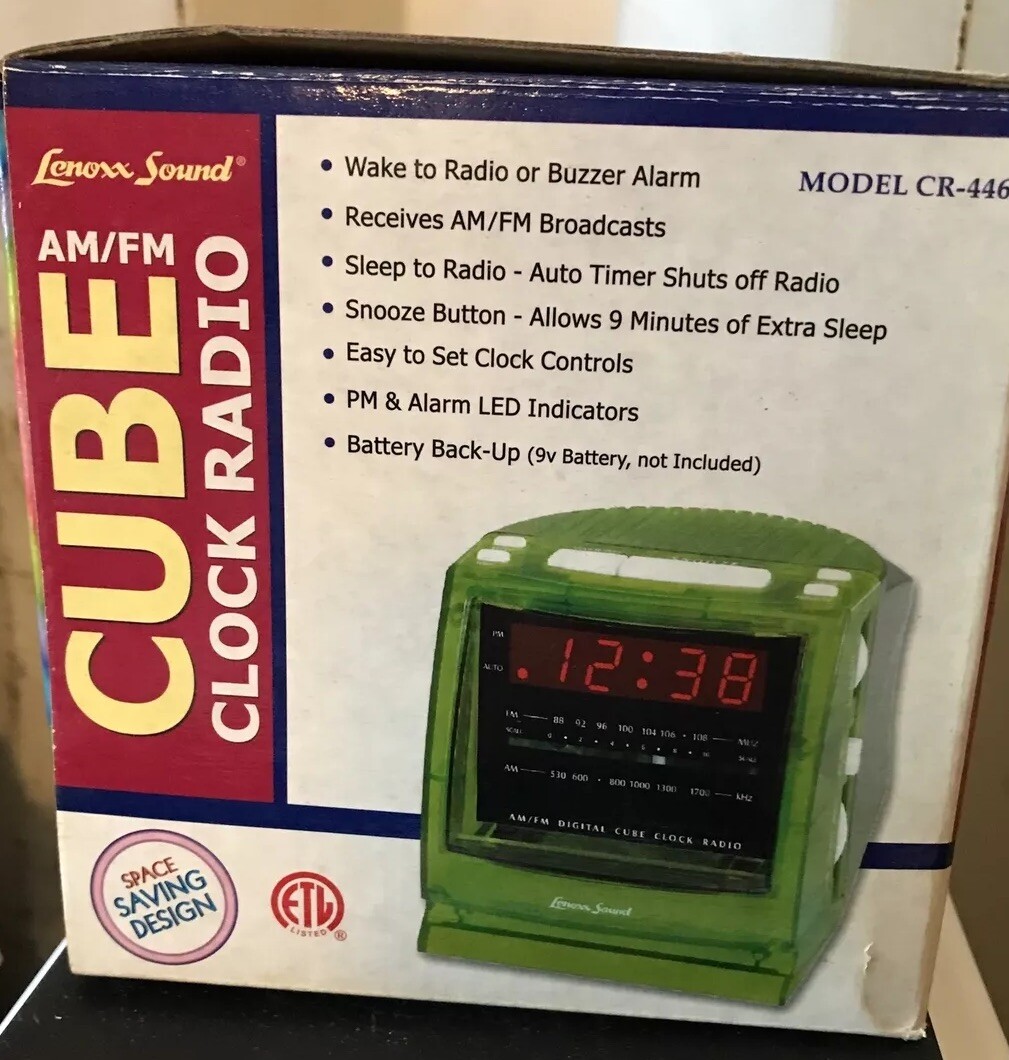 Lenoxx Sound®
AM/FM
CUBE
CLOCK RADIO
• Wake to Radio or Buzzer Alarm
MODEL CR-446
• Receives AM/FM Broadcasts
• Sleep to Radio - Auto Timer Shuts off Radio
• Snooze Button - Allows 9 Minutes of Extra Sleep
• Easy to Set Clock Controls
• PM & Alarm LED Indicators
• Battery Back-Up (9v Battery, not Included)
PM
AUTO
.12:38
FM 88 92 96 100 104 106 • 108 MHZ
AM 530 600 • 800 1000 1300 1700 kHz
AM/FM DIGITAL CUBE CLOCK RADIO
Lenoxx Sound
SPACE
SAVING
DESIGN
ETL
LISTED ®